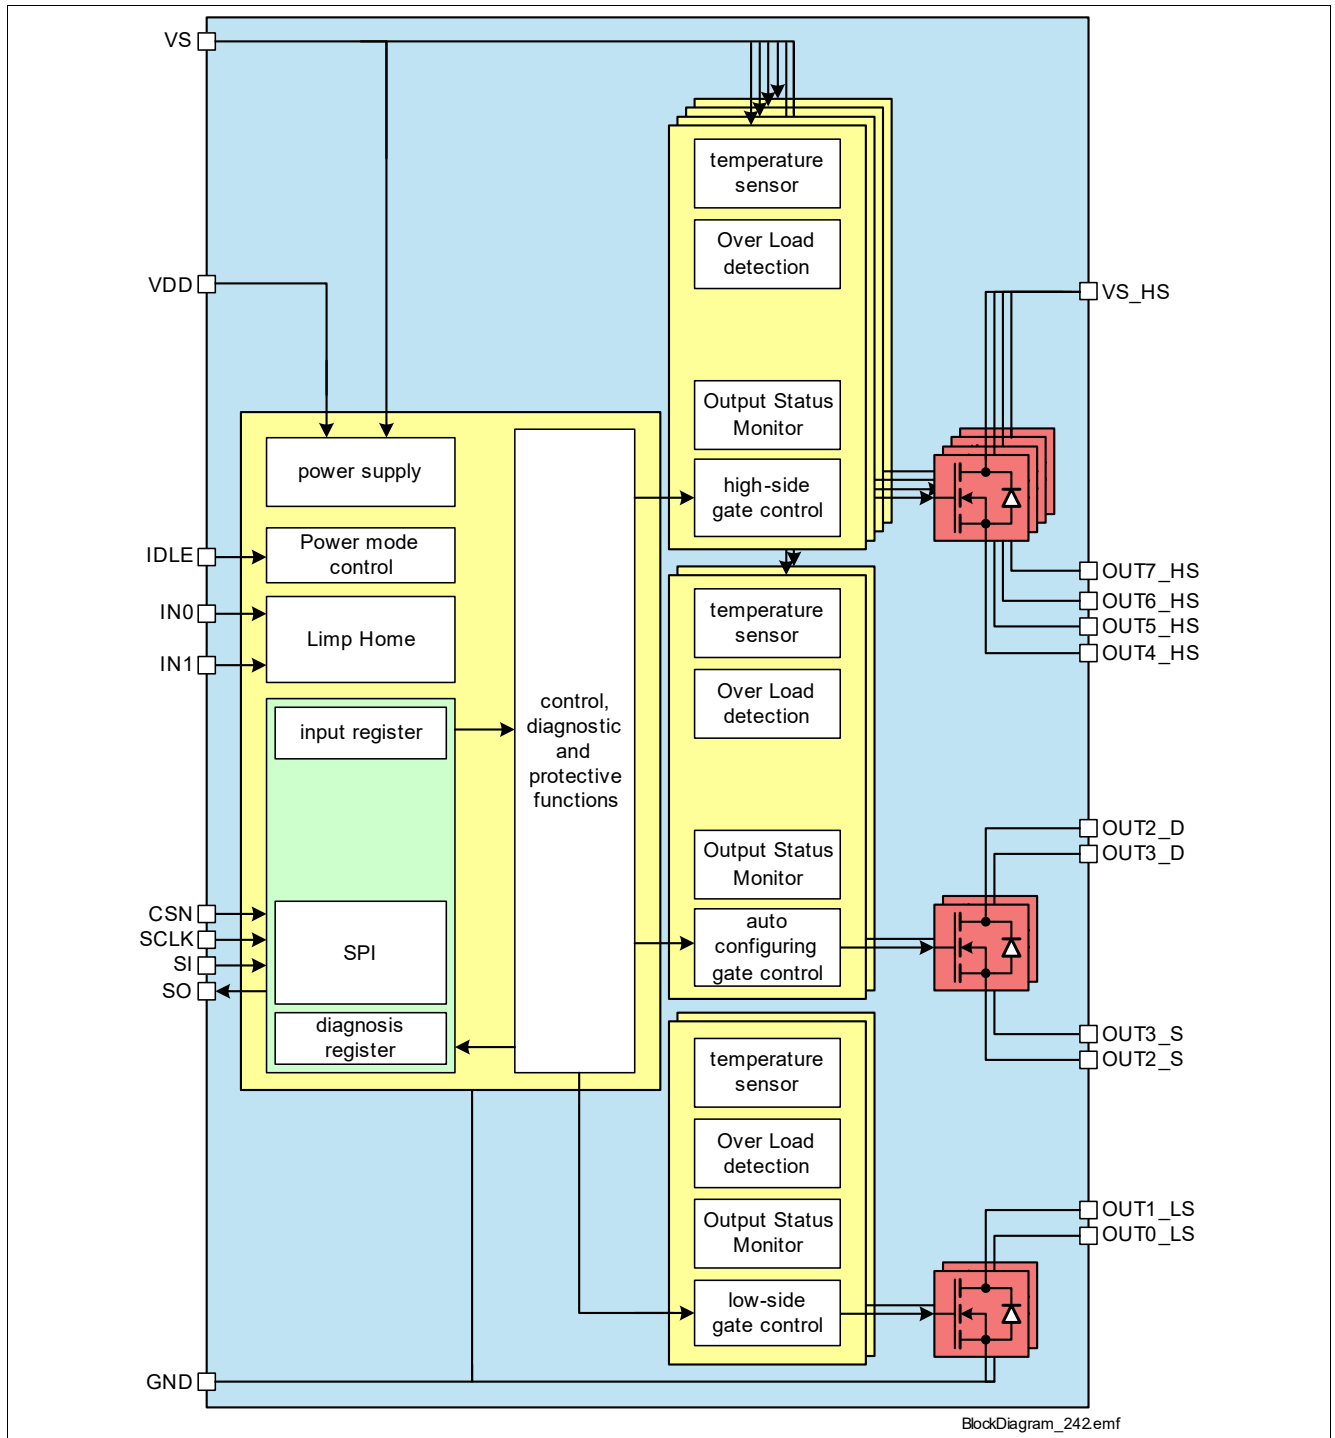 VS
temperature
sensor
Over Load
detection
VDD
VS_HS
Output Status
Monitor
power supply
high-side
gate control
Power mode
control
IDLE
OUT7_HS
IN0
OUT6_HS
Limp Home
OUT5_HS
IN1
OUT4_HS
temperature
sensor
Over Load
detection
input register
control,
diagnostic
and
protective
functions
OUT2_D
OUT3_D
Output Status
Monitor
CSN
SCLK
SI
SO
SPI
auto
configuring
gate control
diagnosis
register
OUT3_S
OUT2_S
temperature
sensor
Over Load
detection
Output Status
Monitor
OUT1_LS
OUT0_LS
low-side
gate control
GND
BlockDiagram_242.emf